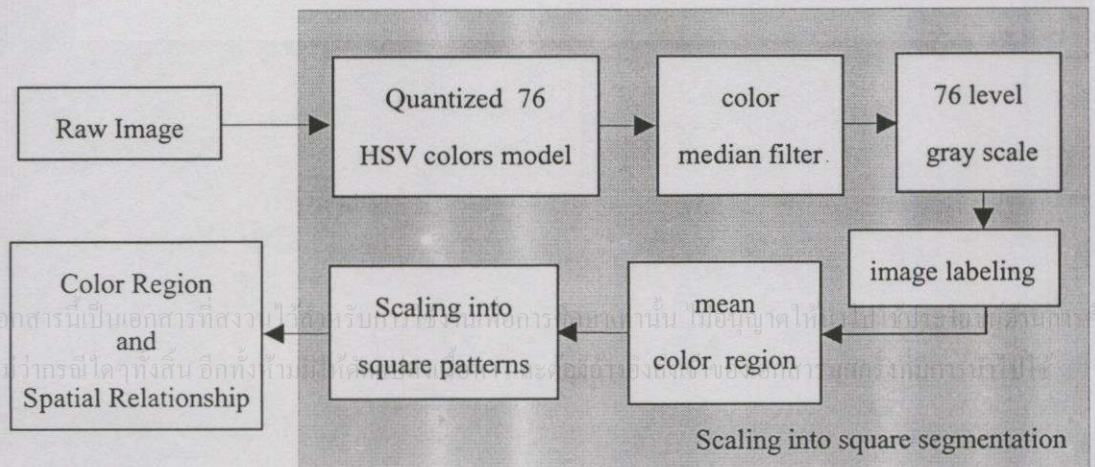 Raw Image
Quantized 76
HSV colors model
color
median filter
76 level
gray scale
image labeling
mean
color region
Scaling into
square patterns
Color Region
and
Spatial Relationship
Scaling into square segmentation